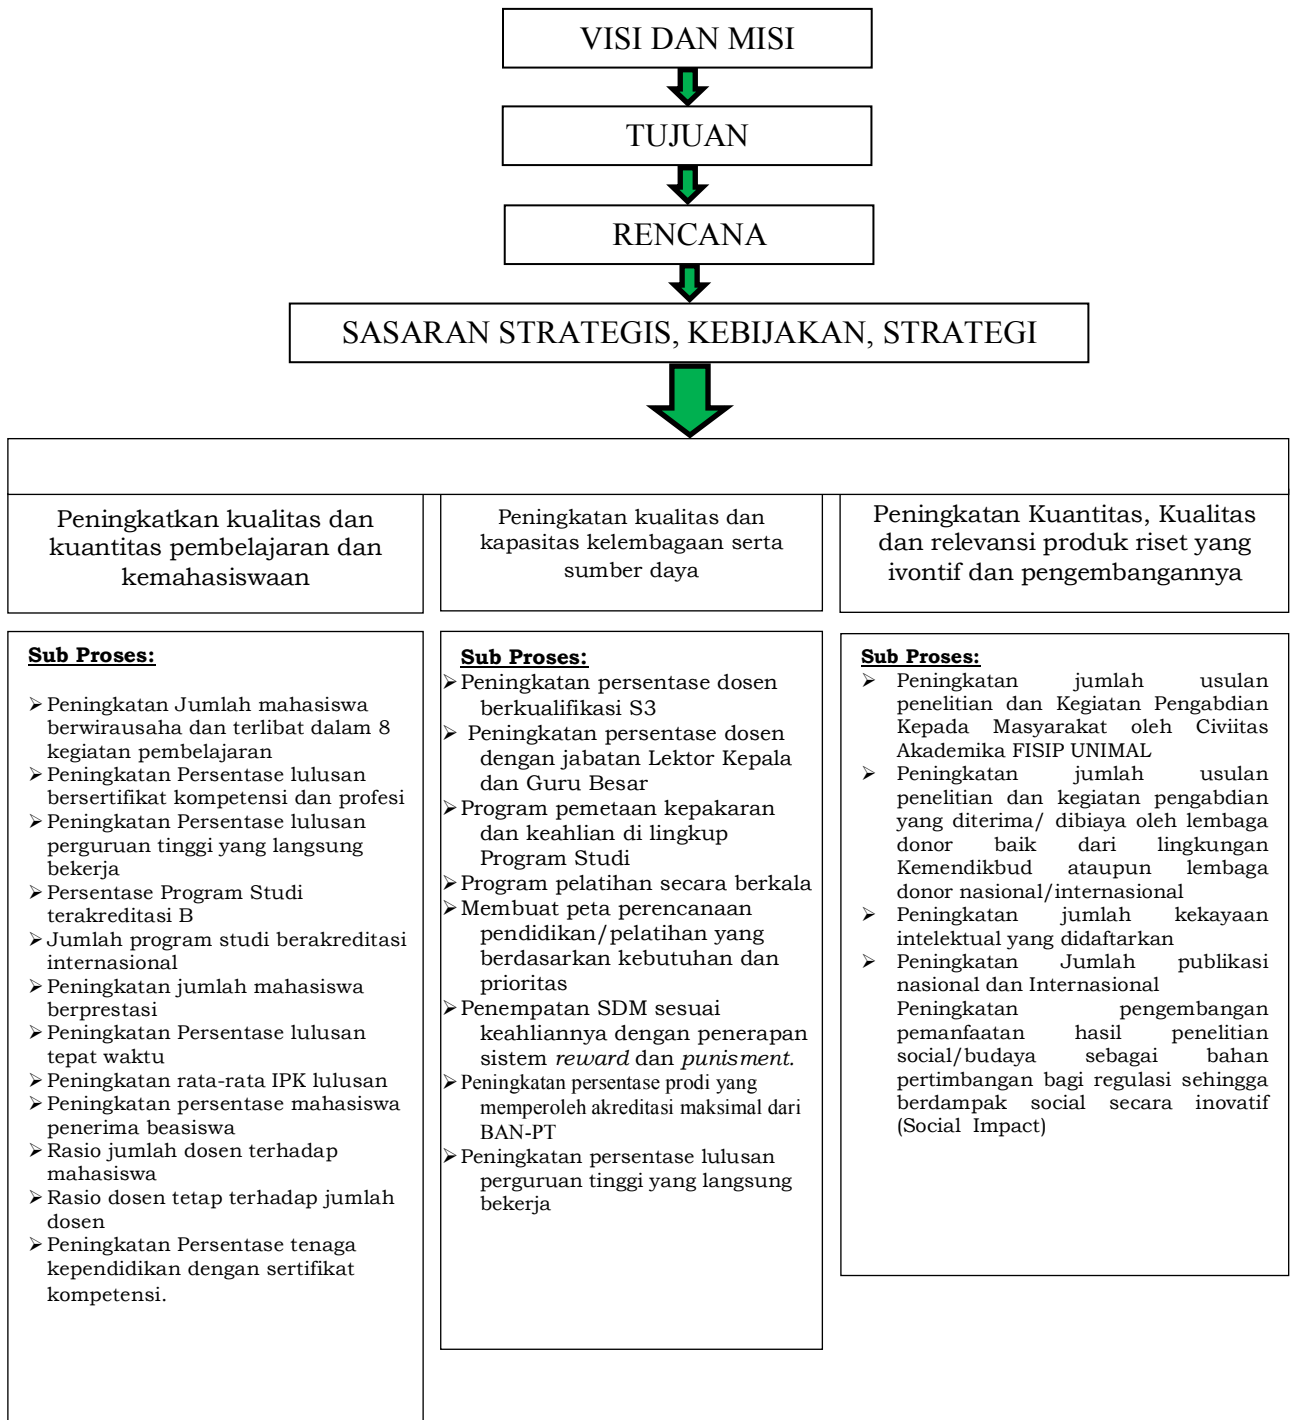 VISI DAN MISI
TUJUAN
RENCANA
SASARAN STRATEGIS, KEBIJAKAN, STRATEGI
Peningkatkan kualitas dan
kuantitas pembelajaran dan
kemahasiswaan
Peningkatan kualitas dan
kapasitas kelembagaan serta
sumber daya
Peningkatan Kuantitas, Kualitas
dan relevansi produk riset yang
ivontif dan pengembangannya
Sub Proses:
➢ Peningkatan Jumlah mahasiswa
berwirausaha dan terlibat dalam 8
kegiatan pembelajaran
➢ Peningkatan Persentase lulusan
bersertifikat kompetensi dan profesi
➢ Peningkatan Persentase lulusan
perguruan tinggi yang langsung
bekerja
➢ Persentase Program Studi
terakreditasi B
➢ Jumlah program studi berakreditasi
internasional
➢ Peningkatan jumlah mahasiswa
berprestasi
➢ Peningkatan Persentase lulusan
tepat waktu
➢ Peningkatan rata-rata IPK lulusan
➢ Peningkatan persentase mahasiswa
penerima beasiswa
➢ Rasio jumlah dosen terhadap
mahasiswa
➢ Rasio dosen tetap terhadap jumlah
dosen
➢ Peningkatan Persentase tenaga
kependidikan dengan sertifikat
kompetensi.
Sub Proses:
➢ Peningkatan persentase dosen
berkualifikasi S3
➢ Peningkatan persentase dosen
dengan jabatan Lektor Kepala
dan Guru Besar
➢ Program pemetaan kepakaran
dan keahlian di lingkup
Program Studi
➢ Program pelatihan secara berkala
➢ Membuat peta perencanaan
pendidikan/pelatihan yang
berdasarkan kebutuhan dan
prioritas
➢ Penempatan SDM sesuai
keahliannya dengan penerapan
sistem reward dan punisment.
➢ Peningkatan persentase prodi yang
memperoleh akreditasi maksimal dari
BAN-PT
➢ Peningkatan persentase lulusan
perguruan tinggi yang langsung
bekerja
Sub Proses:
➢ Peningkatan jumlah usulan
penelitian dan Kegiatan Pengabdian
Kepada Masyarakat oleh Civiitas
Akademika FISIP UNIMAL
➢ Peningkatan jumlah usulan
penelitian dan kegiatan pengabdian
yang diterima/ dibiaya oleh lembaga
donor baik dari lingkungan
Kemendikbud ataupun lembaga
donor nasional/internasional
➢ Peningkatan jumlah kekayaan
intelektual yang didaftarkan
➢ Peningkatan Jumlah publikasi
nasional dan Internasional
Peningkatan pengembangan
pemanfaatan hasil penelitian
social/budaya sebagai bahan
pertimbangan bagi regulasi sehingga
berdampak social secara inovatif
(Social Impact)